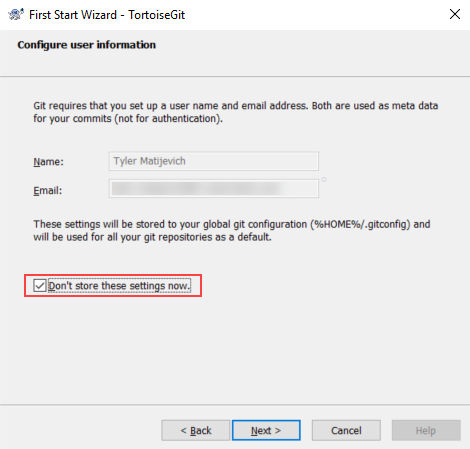 First Start Wizard - TortoiseGit
Configure user information
Git requires that you set up a user name and email address. Both are used as meta data
for your commits (not for authentication).
Name:
Tyler Matijevich
Email:
These settings will be stored to your global git configuration (%HOME%/.gitconfig) and
will be used for all your git repositories as a default.
Don't store these settings now.
< Back
Next >
Cancel
Help